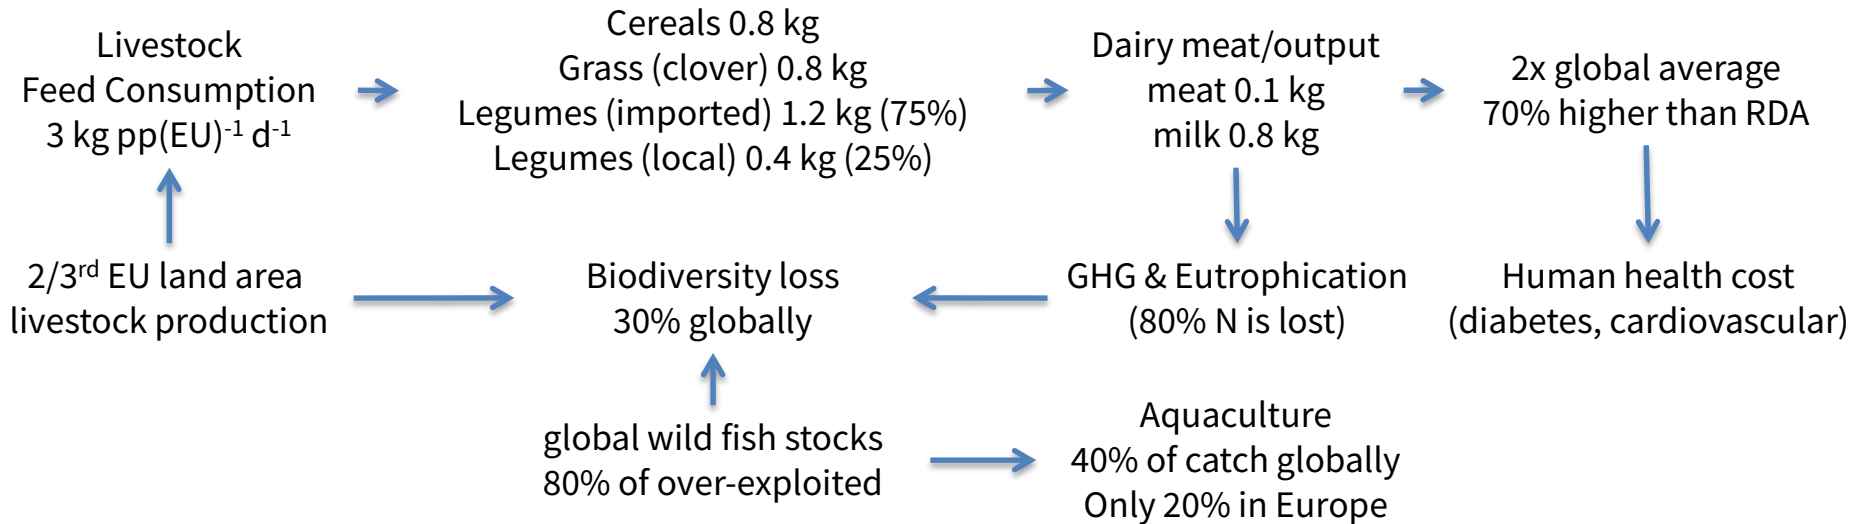 Livestock
Feed Consumption
3 kg pp(EU)⁻¹ d⁻¹
Cereals 0.8 kg
Grass (clover) 0.8 kg
Legumes (imported) 1.2 kg (75%)
Legumes (local) 0.4 kg (25%)
Dairy meat/output
meat 0.1 kg
milk 0.8 kg
2x global average
70% higher than RDA
2/3ʳᵈ EU land area
livestock production
Biodiversity loss
30% globally
GHG & Eutrophication
(80% N is lost)
Human health cost
(diabetes, cardiovascular)
global wild fish stocks
80% of over-exploited
Aquaculture
40% of catch globally
Only 20% in Europe